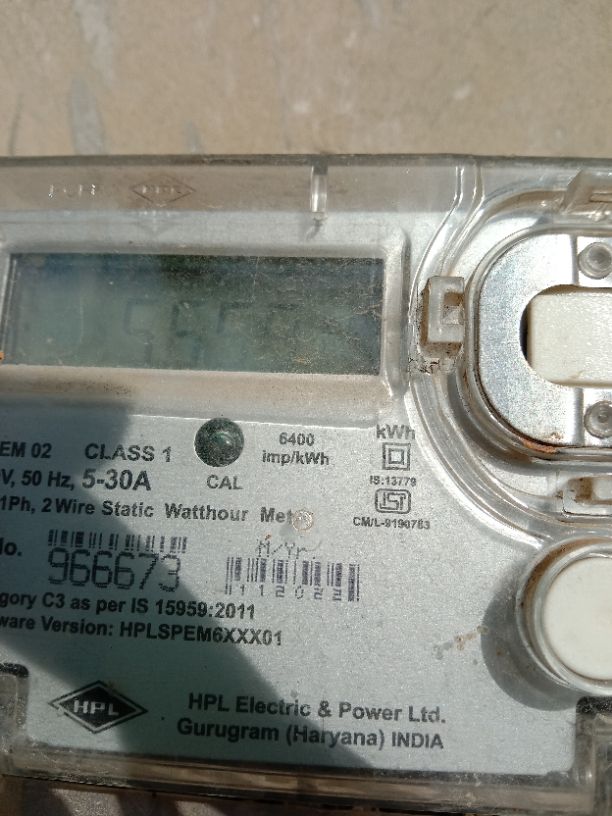 HPL
EM 02 CLASS 1
V, 50 Hz, 5-30A
CAL
6400
imp/kWh
kWh
IS:13779
CM/L-9190783
1Ph, 2 Wire Static Watthour Meter
No. 966673
M/Yr.
112022
gory C3 as per IS 15959:2011
ware Version: HPLSPEM6XXX01
HPL
HPL Electric & Power Ltd.
Gurugram (Haryana) INDIA